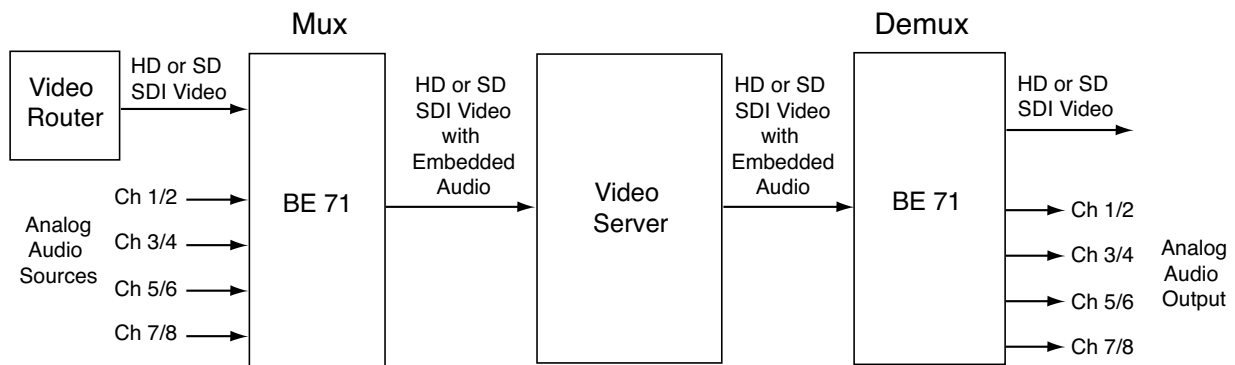 Mux
Demux
Video
Router
HD or SD
SDI Video
Analog
Audio
Sources
Ch 1/2
Ch 3/4
Ch 5/6
Ch 7/8
BE 71
HD or SD
SDI Video
with
Embedded
Audio
Video
Server
HD or SD
SDI Video
with
Embedded
Audio
BE 71
HD or SD
SDI Video
Ch 1/2
Ch 3/4
Ch 5/6
Ch 7/8
Analog
Audio
Output